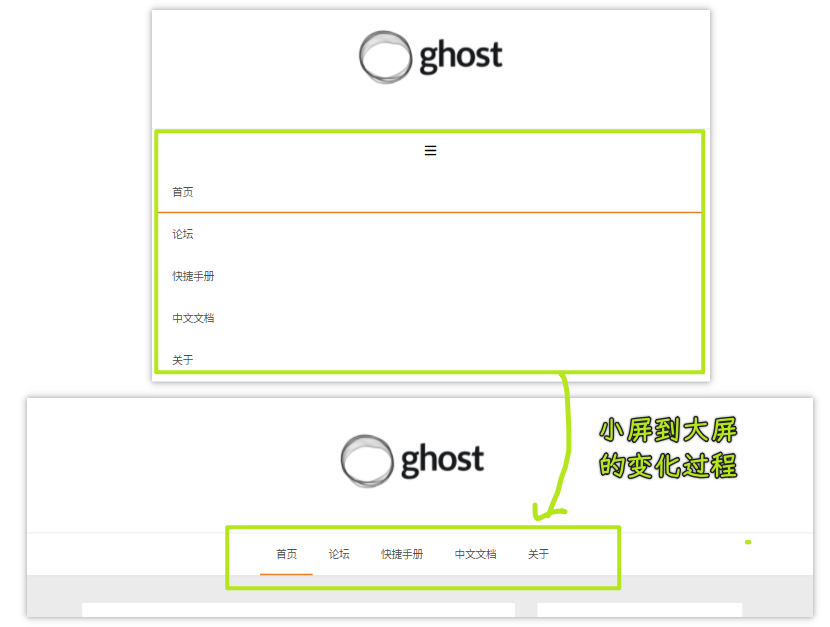 ghost
首页
论坛
快捷手册
中文文档
关于
小屏到大屏
的变化过程
ghost
首页 论坛 快捷手册 中文文档 关于